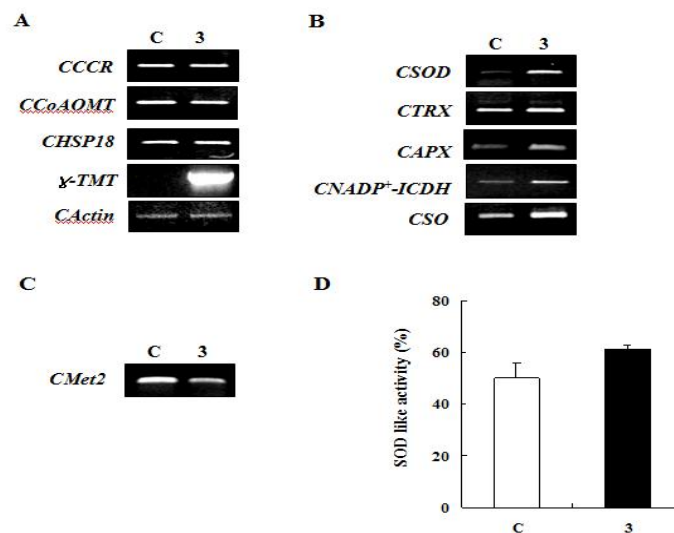 A
C 3
CCCR
CCoAOMT
CHSP18
γ-TMT
CActin
B
C 3
CSOD
CTRX
CAPX
CNADP⁺-ICDH
CSO
C
C 3
CMet2
D
SOD like activity (%)
80
60
40
20
0
C 3